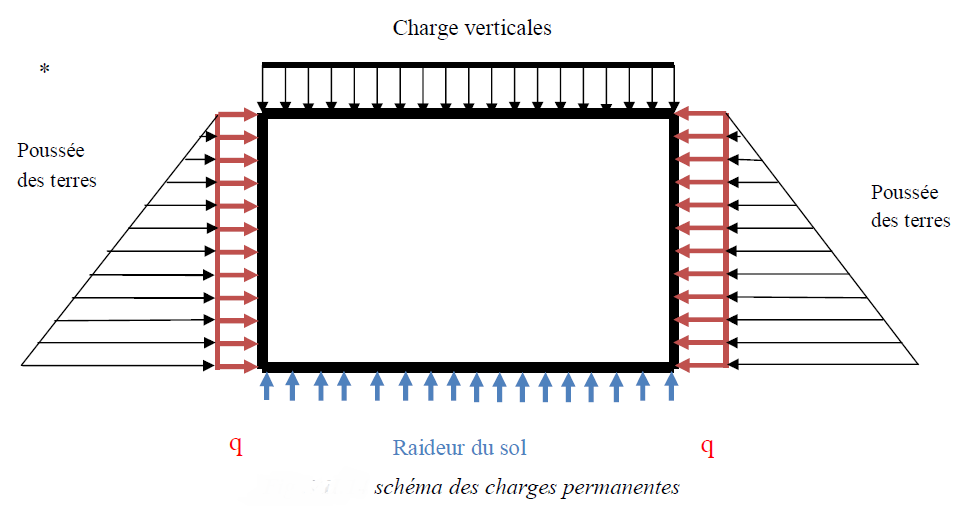 Charge verticales
*
Poussée
des terres
Poussée
des terres
q
Raideur du sol
q
schéma des charges permanentes